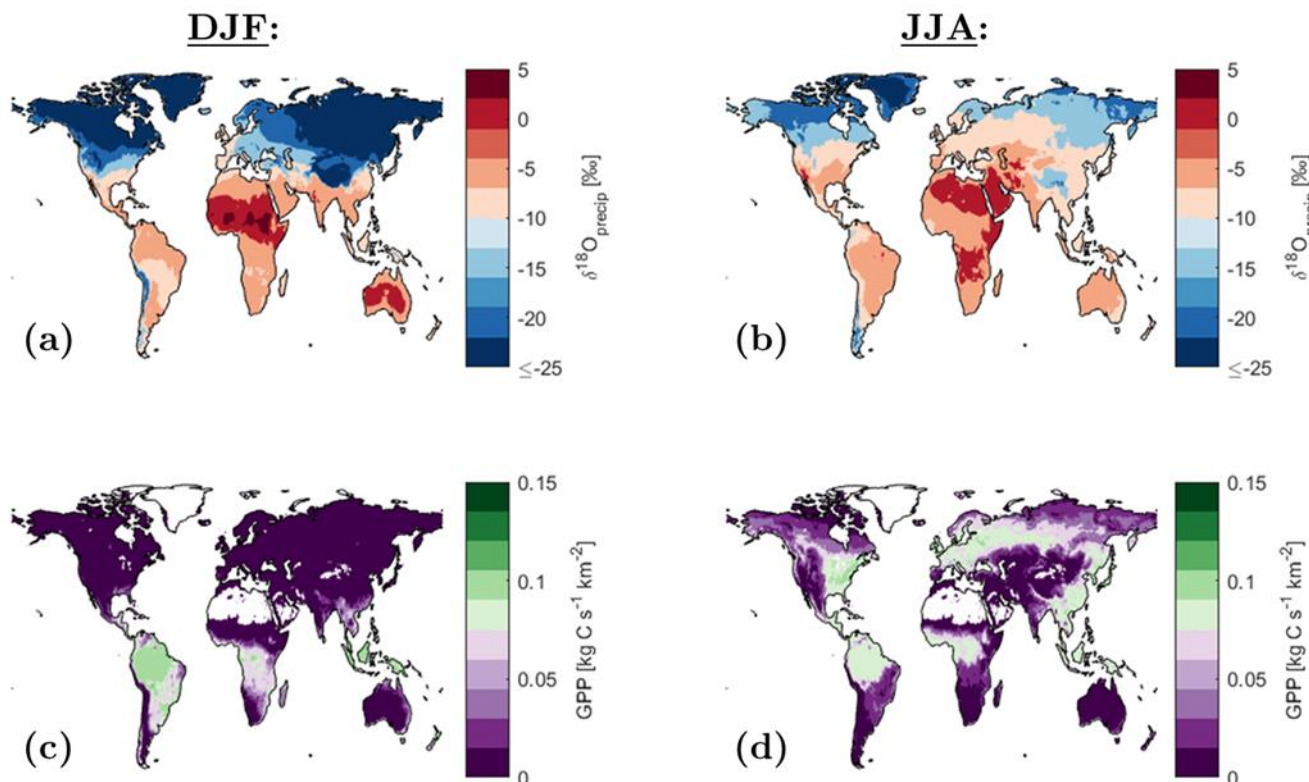 DJF:
JJA:
5
0
-5
-10
-15
-20
≤-25
δ18Oprecip [‰]
(a)
5
0
-5
-10
-15
-20
≤-25
δ18Oprecip [‰]
(b)
0.15
0.1
0.05
0
GPP [kg C s-1 km-2]
(c)
0.15
0.1
0.05
0
GPP [kg C s-1 km-2]
(d)